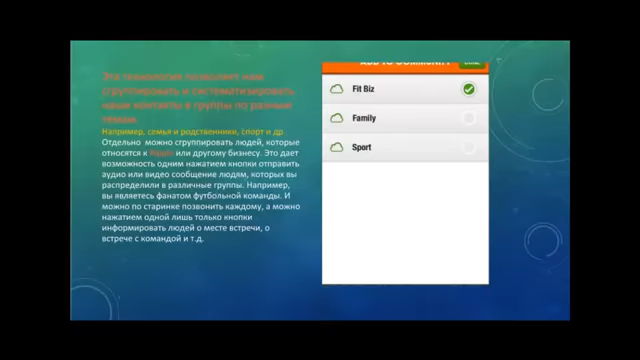 Эта технология позволяет нам
сгруппировать и систематизировать
наши контакты в группы по разным
темам.
Например, семья и родственники, спорт и др
Отдельно можно сгруппировать людей, которые
относятся к или другому бизнесу. Это дает
возможность одним нажатием кнопки отправить
аудио или видео сообщение людям, которых вы
распределили в различные группы. Например,
вы являетесь фанатом футбольной команды. И
можно по старинке позвонить каждому, а можно
нажатием одной лишь только кнопки
информировать людей о месте встречи, о
встрече с командой и т.д.
ADD TO COMMUNITY
Fit Biz
Family
Sport